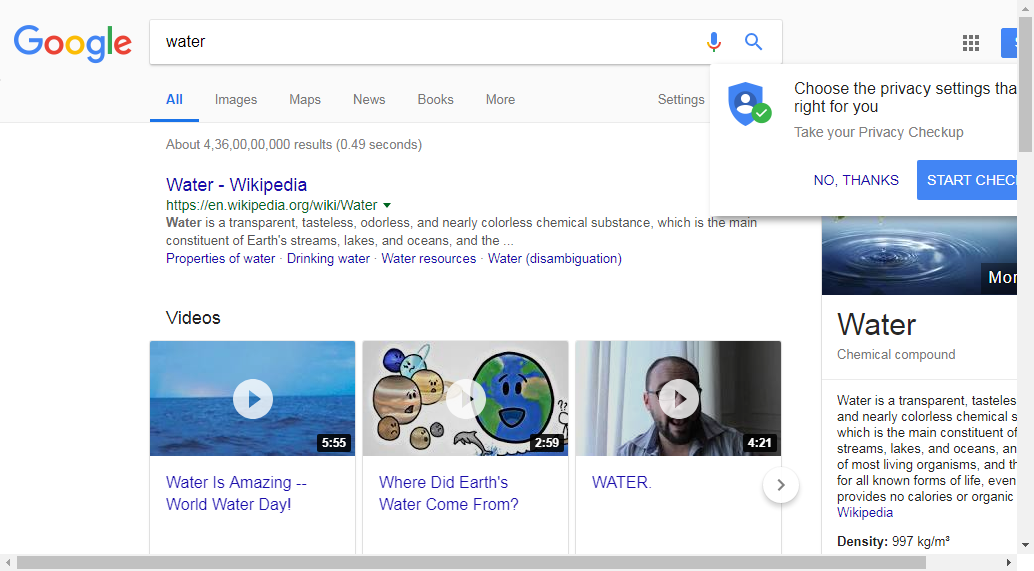 Google
water
All Images Maps News Books More Settings
About 4,36,00,00,000 results (0.49 seconds)
Choose the privacy settings tha
right for you
Take your Privacy Checkup
NO, THANKS START CHEC
Water - Wikipedia
https://en.wikipedia.org/wiki/Water
Water is a transparent, tasteless, odorless, and nearly colorless chemical substance, which is the main
constituent of Earth's streams, lakes, and oceans, and the ...
Properties of water · Drinking water · Water resources · Water (disambiguation)
Videos
5:55
2:59
4:21
Water Is Amazing --
World Water Day!
Where Did Earth's
Water Come From?
WATER.
Mor
Water
Chemical compound
Water is a transparent, tasteles
and nearly colorless chemical s
which is the main constituent of
streams, lakes, and oceans, an
of most living organisms, and th
for all known forms of life, even
provides no calories or organic
Wikipedia
Density: 997 kg/m³